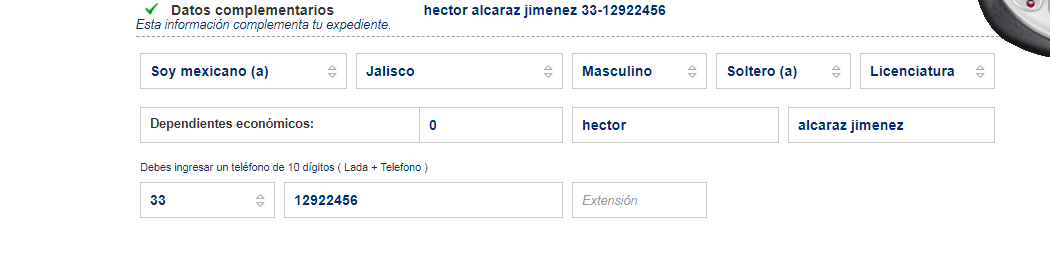 Datos complementarios hector alcaraz jimenez 33-12922456
Esta información complementa tu expediente.
Soy mexicano (a) Jalisco Masculino Soltero (a) Licenciatura
Dependientes económicos: 0 hector alcaraz jimenez
Debes ingresar un teléfono de 10 dígitos ( Lada + Telefono )
33 12922456 Extensión